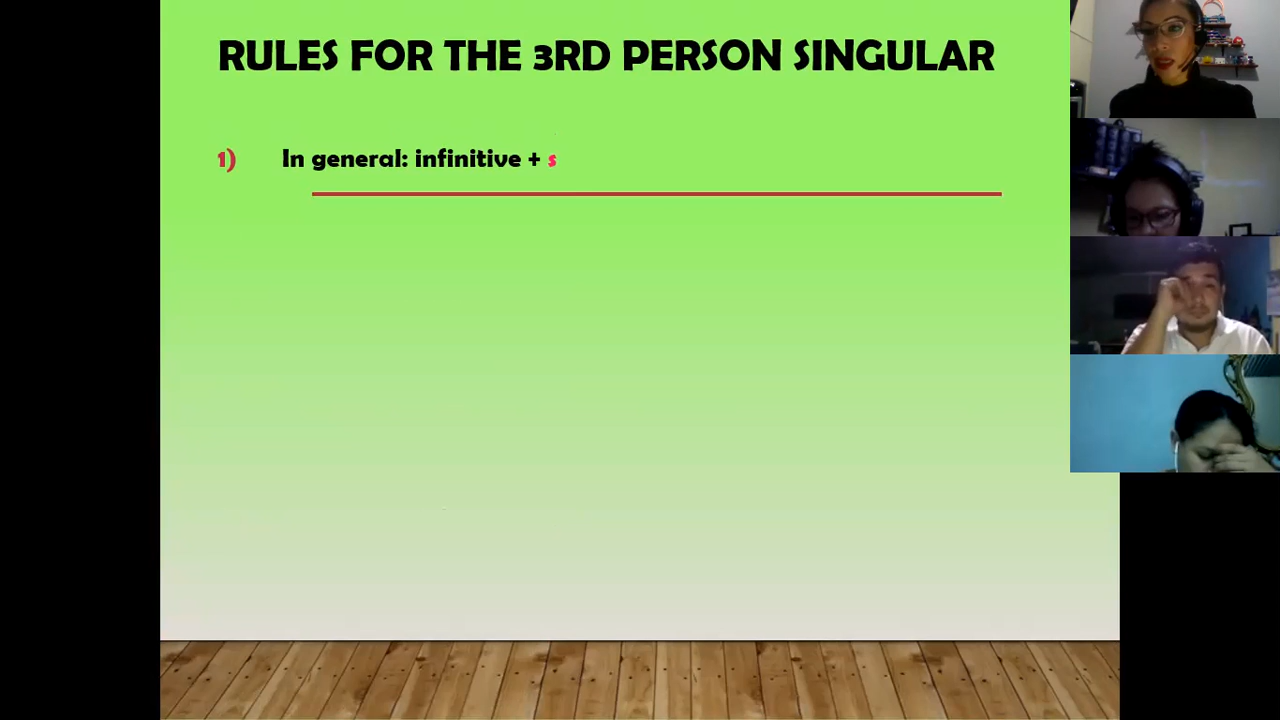 RULES FOR THE 3RD PERSON SINGULAR
1) In general: infinitive + s